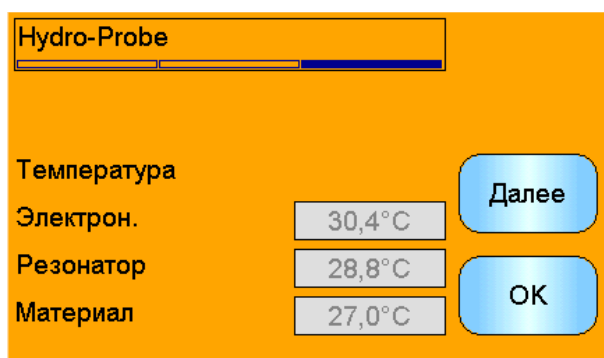 Hydro-Probe
Температура
Далее
Электрон. 30,4°C
Резонатор 28,8°C
OK
Материал 27,0°C